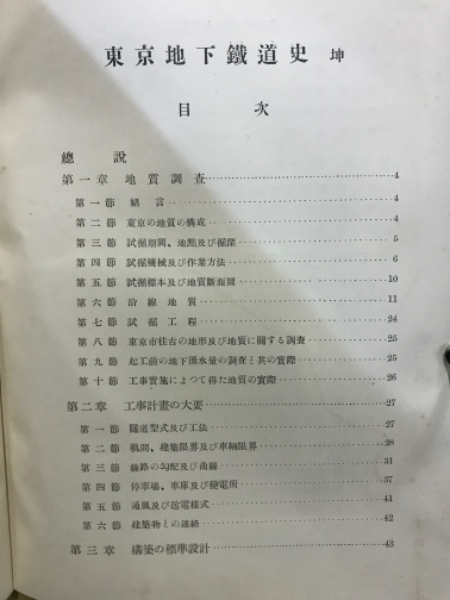 東京地下鐵道史 坤
目次
總說
第一章 地質調査 4
第一節 緒言 4
第二節 東京の地質の構成 4
第三節 試掘期間、地點及び掘深 5
第四節 試掘機械及び作業方法 6
第五節 試掘標本及び地質斷面圖 10
第六節 沿線地質 11
第七節 試掘工程 24
第八節 東京市往古の地形及び地質に關する調査 25
第九節 起工前の地下湧水量の調査と其の實際 25
第十節 工事實施によつて得た地質の實際 26
第二章 工事計畫の大要 27
第一節 隧道型式及び工法 27
第二節 軌間、建築限界及び車輛限界 28
第三節 線路の勾配及び曲線 31
第四節 停車場、車庫及び變電所 37
第五節 通風及び送電樣式 41
第六節 建築物との連絡 42
第三章 構築の標準設計 43